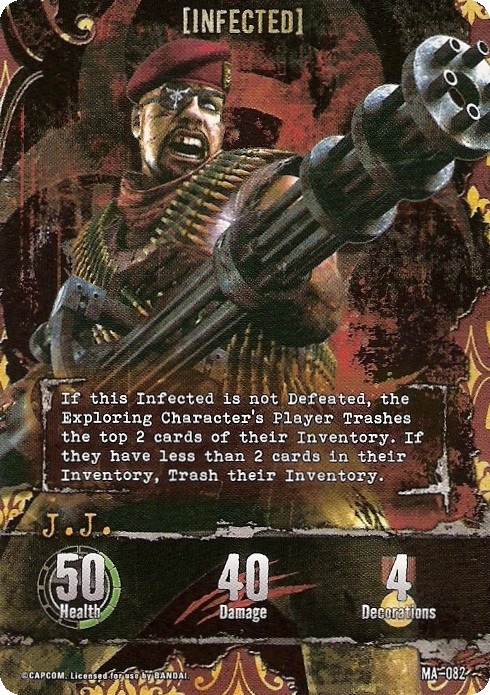 [INFECTED]
If this Infected is not Defeated, the
Exploring Character's Player Trashes
the top 2 cards of their Inventory. If
they have less than 2 cards in their
Inventory, Trash their Inventory.
J.J.
50 40 4
Health Damage Decorations
©CAPCOM. Licensed for use by BANDAI. MA-082